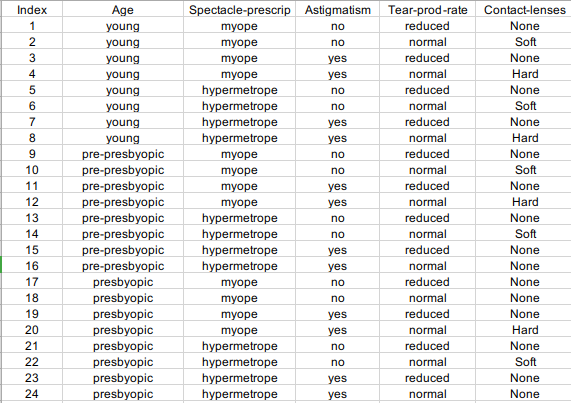 Index Age Spectacle-prescrip Astigmatism Tear-prod-rate Contact-lenses
1 young myope no reduced None
2 young myope no normal Soft
3 young myope yes reduced None
4 young myope yes normal Hard
5 young hypermetrope no reduced None
6 young hypermetrope no normal Soft
7 young hypermetrope yes reduced None
8 young hypermetrope yes normal Hard
9 pre-presbyopic myope no reduced None
10 pre-presbyopic myope no normal Soft
11 pre-presbyopic myope yes reduced None
12 pre-presbyopic myope yes normal Hard
13 pre-presbyopic hypermetrope no reduced None
14 pre-presbyopic hypermetrope no normal Soft
15 pre-presbyopic hypermetrope yes reduced None
16 pre-presbyopic hypermetrope yes normal None
17 presbyopic myope no reduced None
18 presbyopic myope no normal None
19 presbyopic myope yes reduced None
20 presbyopic myope yes normal Hard
21 presbyopic hypermetrope no reduced None
22 presbyopic hypermetrope no normal Soft
23 presbyopic hypermetrope yes reduced None
24 presbyopic hypermetrope yes normal None